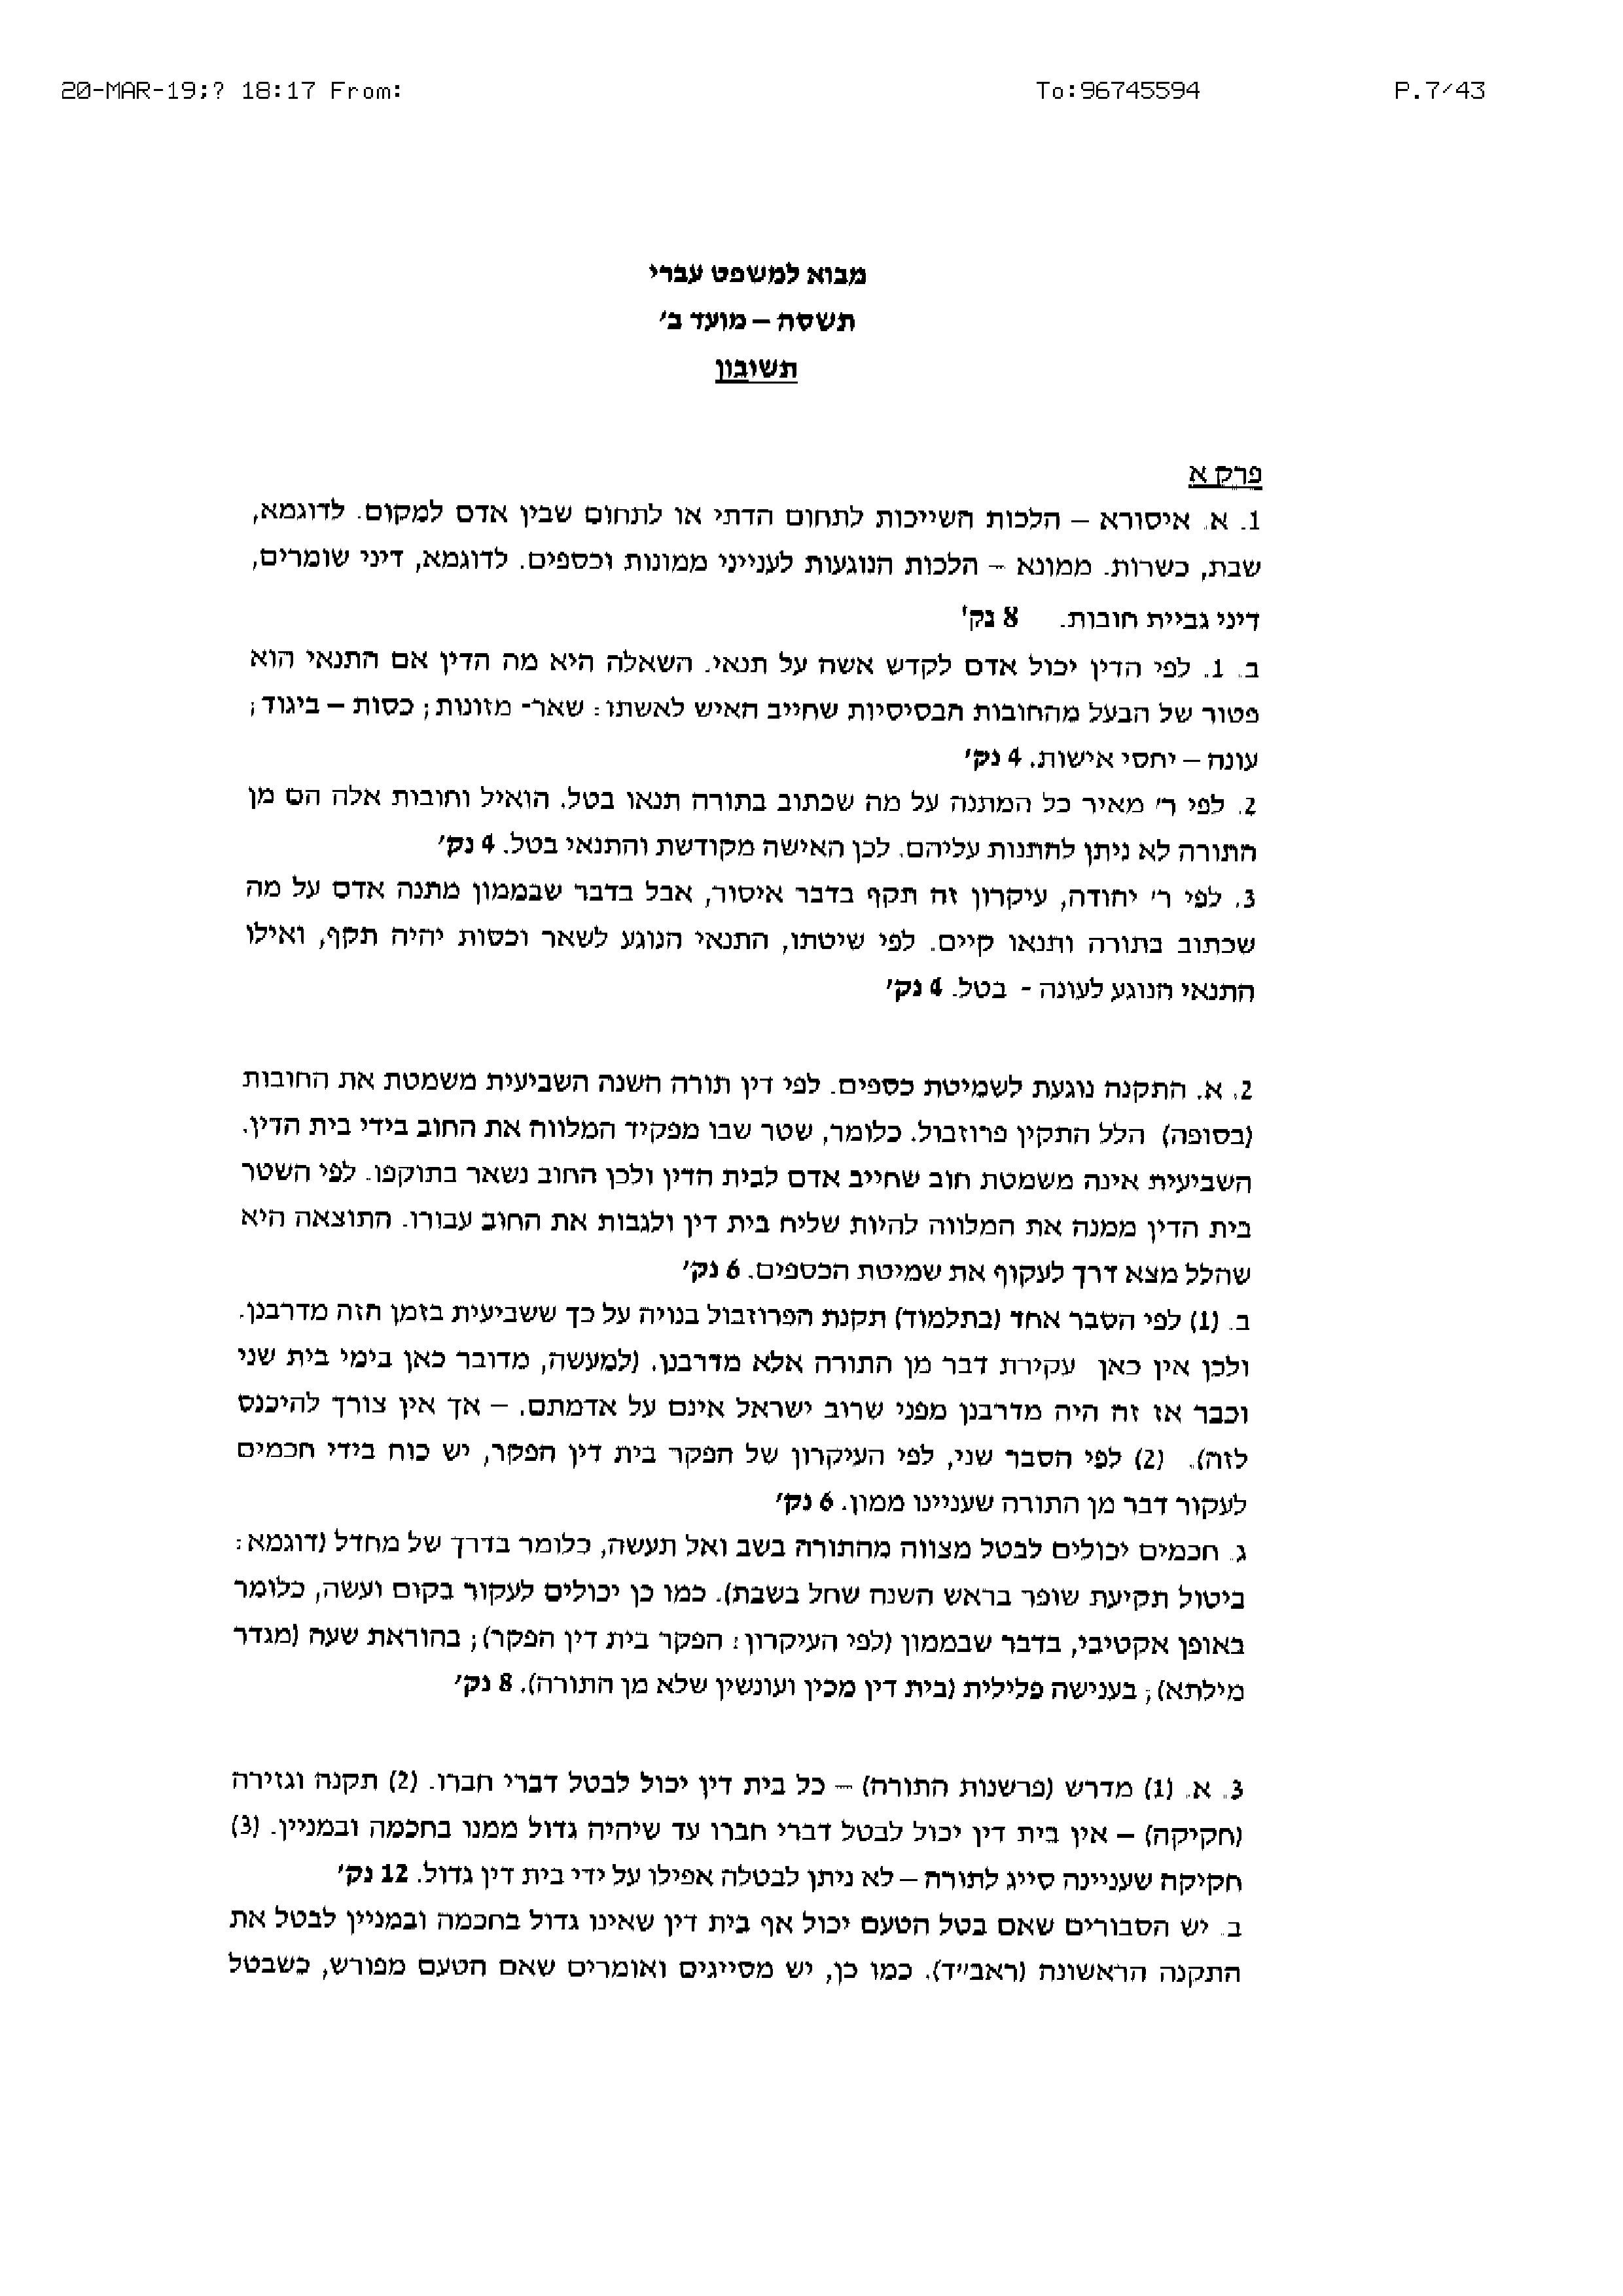 20-MAR-19;? 18:17 From: To:96745594 P.7/43
מבוא למשפט עברי
תשסה – מועד ב'
תשיבון
פרק א
1. א. איסורא – הלכות השייכות לתחום הדתי או לתחום שבין אדם למקום. לדוגמא,
שבת, כשרות. ממונא – הלכות הנוגעות לענייני ממונות וכספים. לדוגמא, דיני שומרים,
דיני גביית חובות. 8 נק'
ב. 1. לפי הדין יכול אדם לקדש אשה על תנאי. השאלה היא מה הדין אם התנאי הוא
פטור של הבעל מהחובות הבסיסיות שחייב האיש לאשתו: שאר- מזונות; כסות – ביגוד;
עונה – יחסי אישות. 4 נק'
2. לפי ר' מאיר כל המתנה על מה שכתוב בתורה תנאו בטל. הואיל וחובות אלה הם מן
התורה לא ניתן להתנות עליהם. לכן האישה מקודשת והתנאי בטל. 4 נק'
3. לפי ר' יהודה, עיקרון זה תקף בדבר איסור, אבל בדבר שבממון מתנה אדם על מה
שכתוב בתורה ותנאו קיים. לפי שיטתו, התנאי הנוגע לשאר וכסות יהיה תקף, ואילו
התנאי הנוגע לעונה - בטל. 4 נק'
2. א. התקנה נוגעת לשמיטת כספים. לפי דין תורה השנה השביעית משמטת את החובות
(בסופה) הלל התקין פרוזבול. כלומר, שטר שבו מפקיד המלווה את החוב בידי בית הדין.
השביעית אינה משמטת חוב שחייב אדם לבית הדין ולכן החוב נשאר בתוקפו. לפי השטר
בית הדין ממנה את המלווה להיות שליח בית דין ולגבות את החוב עבורו. התוצאה היא
שהלל מצא דרך לעקוף את שמיטת הכספים. 6 נק'
ב. (1) לפי הסבר אחד (בתלמוד) תקנת הפרוזבול בנויה על כך ששביעית בזמן הזה מדרבנן.
ולכן אין כאן עקירת דבר מן התורה אלא מדרבנן. (למעשה, מדובר כאן בימי בית שני
וכבר אז זה היה מדרבנן מפני שרוב ישראל אינם על אדמתם. – אך אין צורך להיכנס
לזה). (2) לפי הסבר שני, לפי העיקרון של הפקר בית דין הפקר, יש כוח בידי חכמים
לעקור דבר מן התורה שעניינו ממון. 6 נק'
ג. חכמים יכולים לבטל מצווה מהתורה בשב ואל תעשה, כלומר בדרך של מחדל (דוגמא:
ביטול תקיעת שופר בראש השנה שחל בשבת). כמו כן יכולים לעקור בקום ועשה, כלומר
באופן אקטיבי, בדבר שבממון (לפי העיקרון: הפקר בית דין הפקר); בהוראת שעה (מגדר
מילתא); בענישה פלילית (בית דין מכין ועונשין שלא מן התורה). 8 נק'
3. א. (1) מדרש (פרשנות התורה) – כל בית דין יכול לבטל דברי חברו. (2) תקנה וגזירה
(חקיקה) – אין בית דין יכול לבטל דברי חברו עד שיהיה גדול ממנו בחכמה ובמניין. (3)
חקיקה שעניינה סייג לתורה – לא ניתן לבטלה אפילו על ידי בית דין גדול. 12 נק'
ב. יש הסבורים שאם בטל הטעם יכול אף בית דין שאינו גדול בחכמה ובמניין לבטל את
התקנה הראשונה (ראב"ד). כמו כן, יש מסייגים ואומרים שאם הטעם מפורש, כשבטל